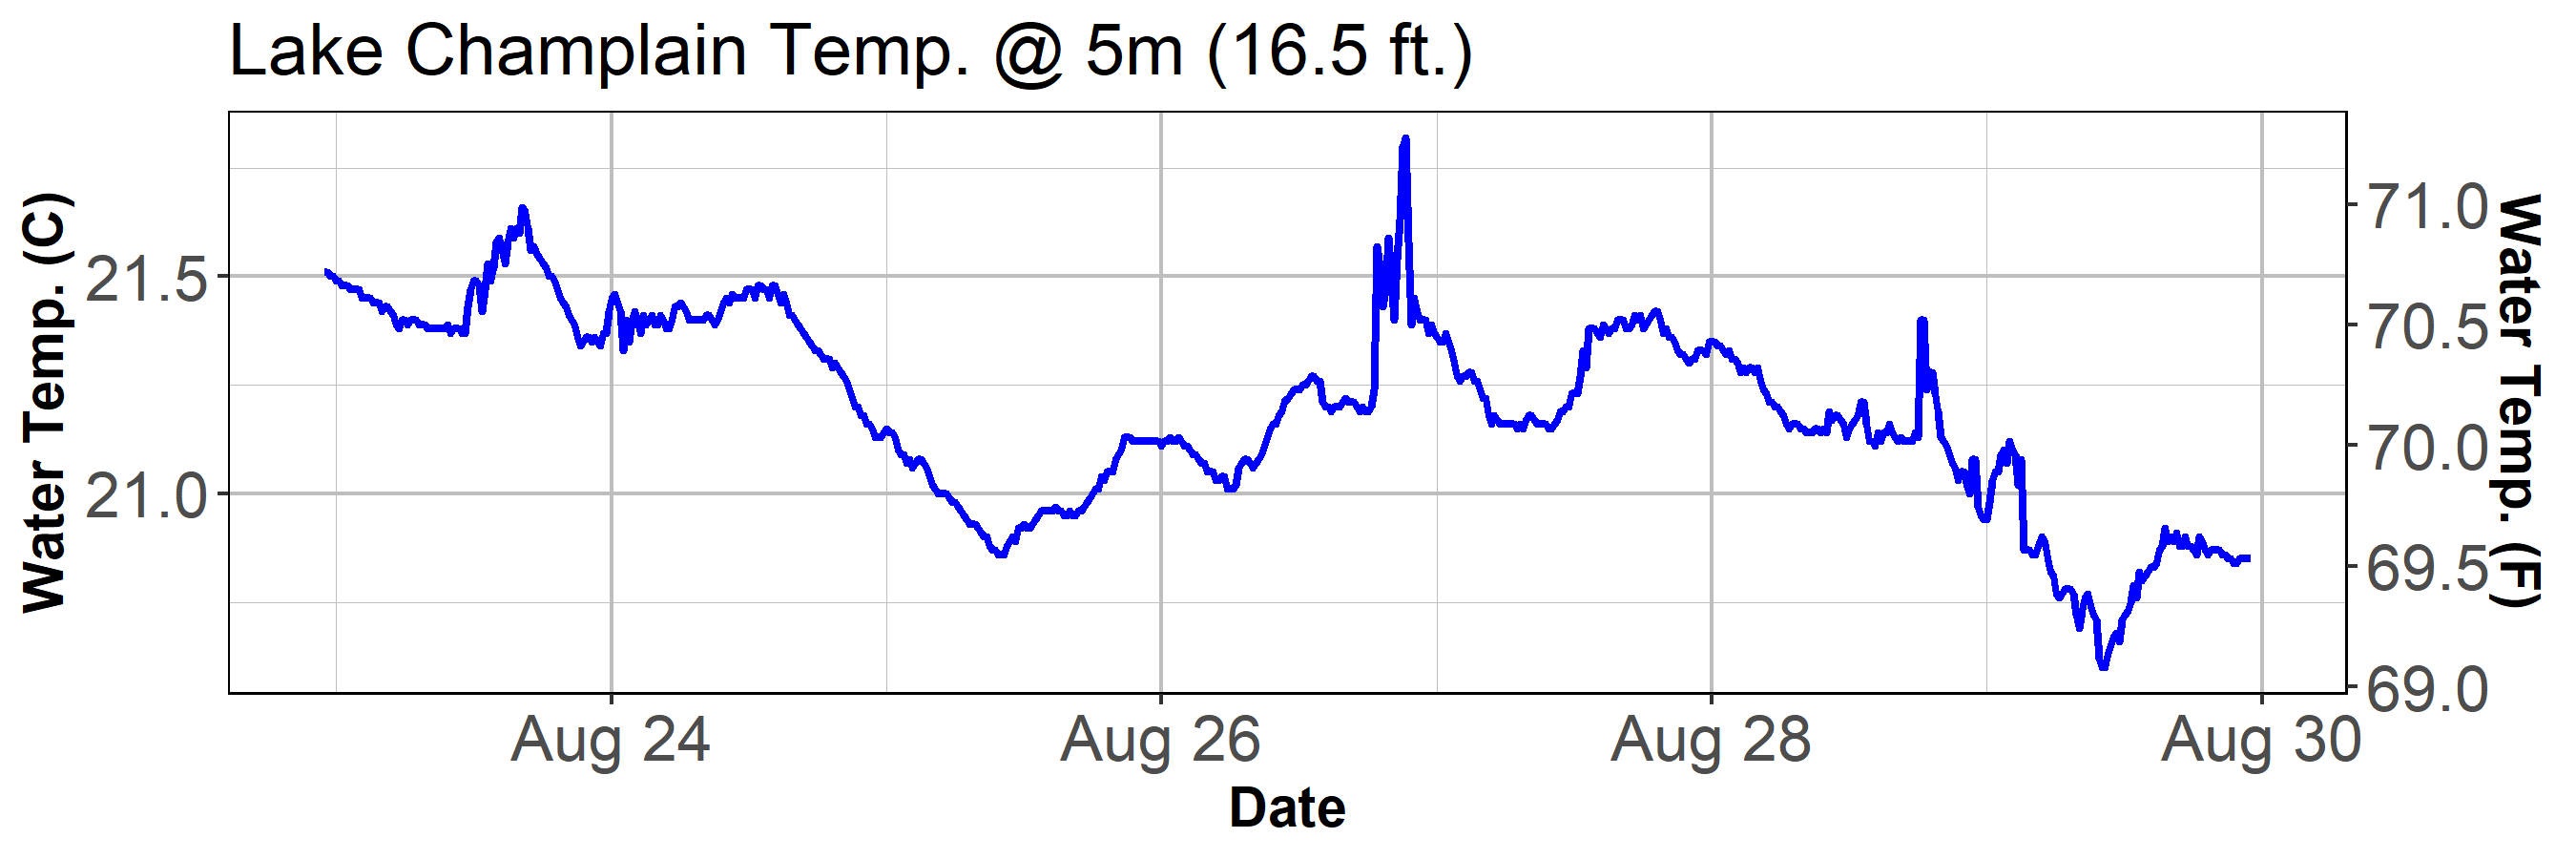 Lake Champlain Temp. @ 5m (16.5 ft.)
Water Temp. (C)
21.5
21.0
71.0
70.5
70.0
69.5
69.0
Water Temp. (F)
Aug 24
Aug 26
Aug 28
Aug 30
Date